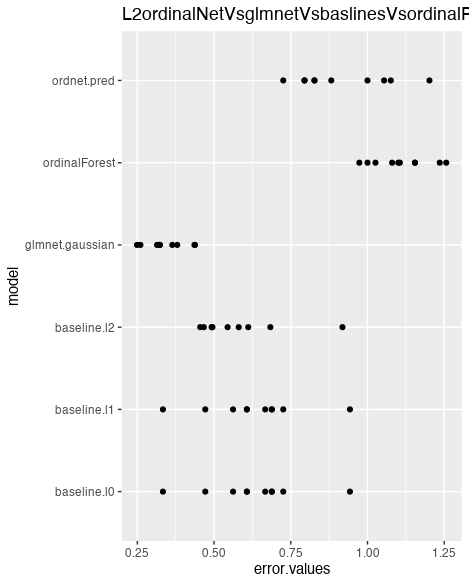 L2ordinalNetVsglmnetVsbaslinesVsordinalF
ordnet.pred
ordinalForest
glmnet.gaussian
baseline.l2
baseline.l1
baseline.l0
model
0.25 0.50 0.75 1.00 1.25
error.values